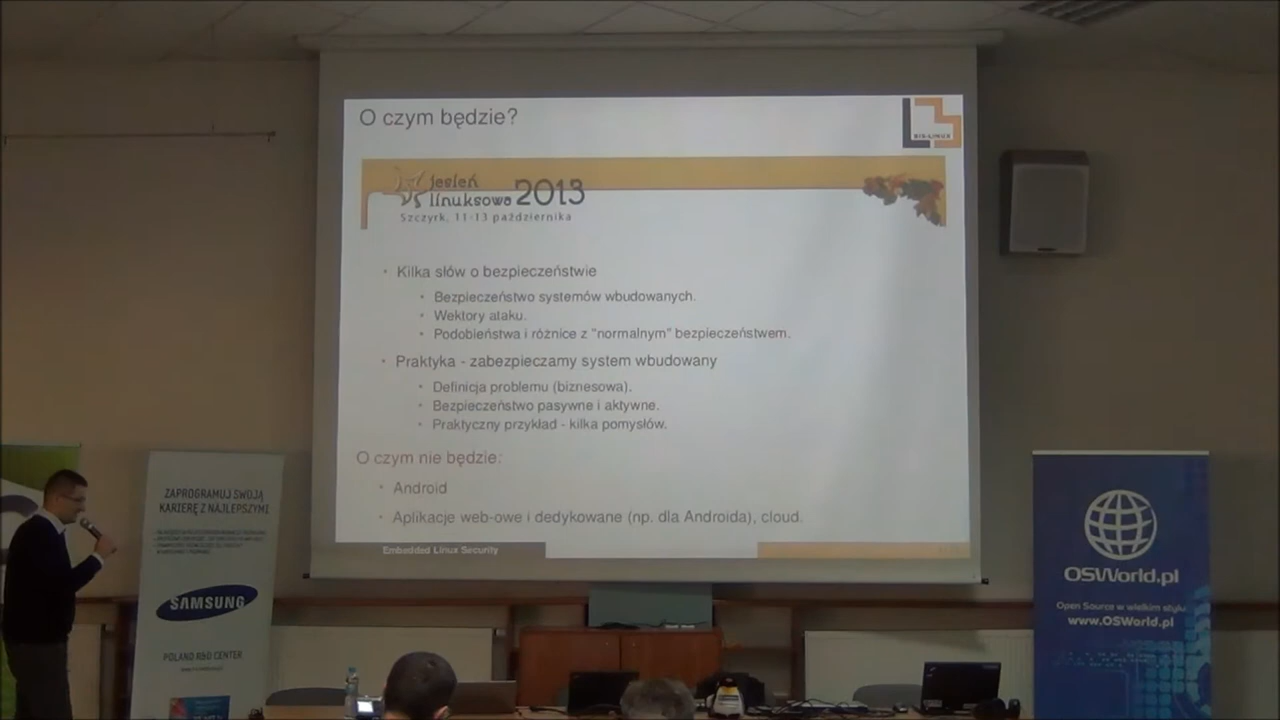 O czym będzie?
BIS-LINUX
jesień
linuksowa 2013
Szczyrk, 11-13 października
Kilka słów o bezpieczeństwie
Bezpieczeństwo systemów wbudowanych.
Wektory ataku.
Podobieństwa i różnice z "normalnym" bezpieczeństwem.
Praktyka - zabezpieczamy system wbudowany
Definicja problemu (biznesowa).
Bezpieczeństwo pasywne i aktywne.
Praktyczny przykład - kilka pomysłów.
O czym nie będzie:
Android
Aplikacje web-owe i dedykowane (np. dla Androida), cloud.
Embedded Linux Security
ZAPROGRAMUJ SWOJĄ
KARIERĘ Z NAJLEPSZYMI
SAMSUNG
POLAND R&D CENTER
OSWorld.pl
Open Source w wielkim stylu
www.OSWorld.pl